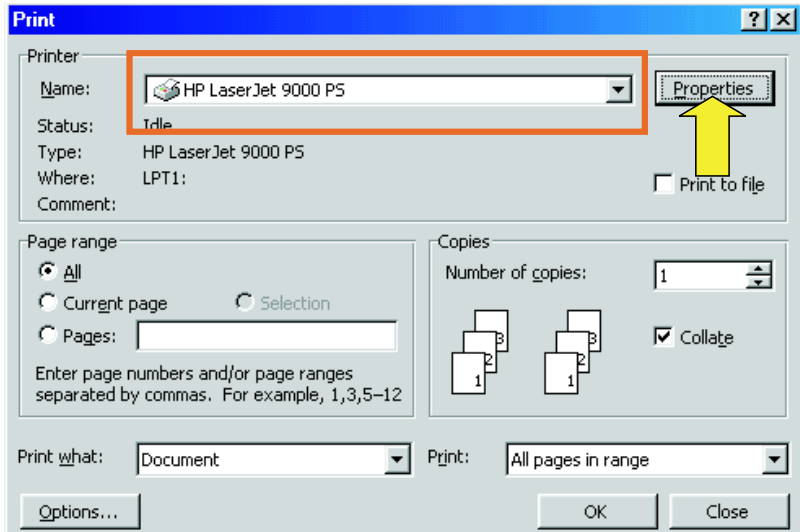 Print
Printer
Name: HP LaserJet 9000 PS Properties
Status: Idle
Type: HP LaserJet 9000 PS
Where: LPT1: Print to file
Comment:
Page range
All
Current page Selection
Pages:
Enter page numbers and/or page ranges
separated by commas. For example, 1,3,5–12
Copies
Number of copies: 1
1 2 3 1 2 3 Collate
Print what: Document Print: All pages in range
Options... OK Close